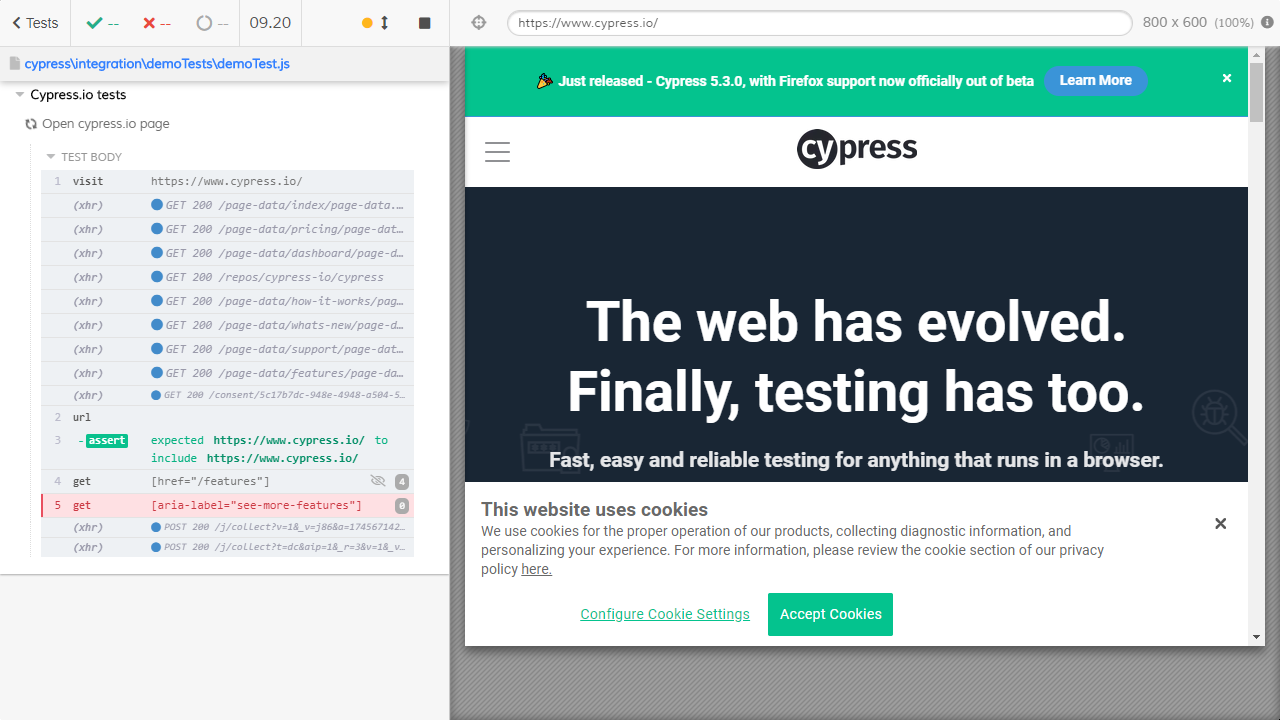 Tests
--
--
--
09.20
https://www.cypress.io/
800 x 600 (100%)
cypress\integration\demoTests\demoTest.js
Cypress.io tests
Open cypress.io page
TEST BODY
1 visit https://www.cypress.io/
(xhr) GET 200 /page-data/index/page-data....
(xhr) GET 200 /page-data/pricing/page-dat...
(xhr) GET 200 /page-data/dashboard/page-d...
(xhr) GET 200 /repos/cypress-io/cypress
(xhr) GET 200 /page-data/how-it-works/pag...
(xhr) GET 200 /page-data/whats-new/page-d...
(xhr) GET 200 /page-data/support/page-dat...
(xhr) GET 200 /page-data/features/page-da...
(xhr) GET 200 /consent/5c17b7dc-948e-4948-a504-5...
2 url
3 -assert expected https://www.cypress.io/ to
include https://www.cypress.io/
4 get [href="/features"] 4
5 get [aria-label="see-more-features"] 0
(xhr) POST 200 /j/collect?v=1&_v=j86&a=174567142...
(xhr) POST 200 /j/collect?t=dc&aip=1&_r=3&v=1&_v...
Just released - Cypress 5.3.0, with Firefox support now officially out of beta
Learn More
cypress
The web has evolved.
Finally, testing has too.
Fast, easy and reliable testing for anything that runs in a browser.
This website uses cookies
We use cookies for the proper operation of our products, collecting diagnostic information, and
personalizing your experience. For more information, please review the cookie section of our privacy
policy here.
Configure Cookie Settings
Accept Cookies